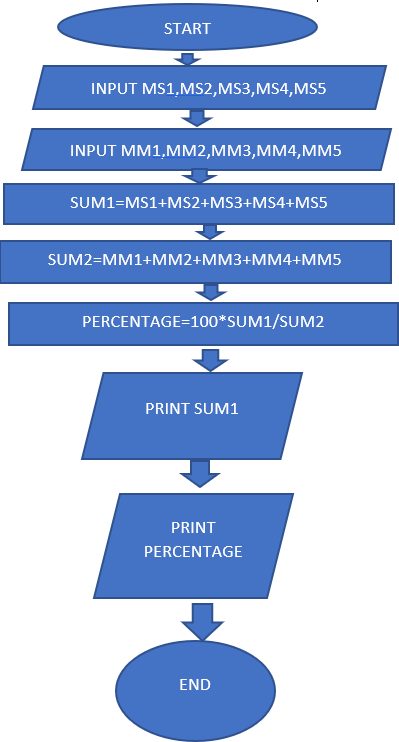 START
INPUT MS1,MS2,MS3,MS4,MS5
INPUT MM1,MM2,MM3,MM4,MM5
SUM1=MS1+MS2+MS3+MS4+MS5
SUM2=MM1+MM2+MM3+MM4+MM5
PERCENTAGE=100*SUM1/SUM2
PRINT SUM1
PRINT
PERCENTAGE
END